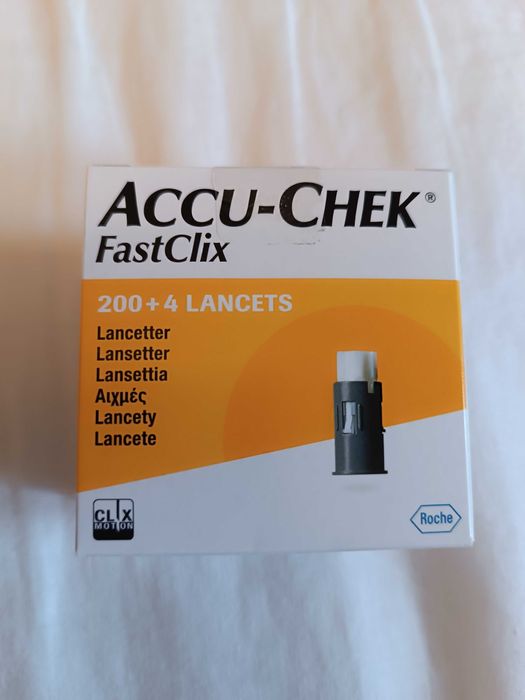 ACCU-CHEK®
FastClix
200+4 LANCETS
Lancetter
Lansetter
Lansettia
Αιχμές
Lancety
Lancete
CLIX
MOTION
Roche